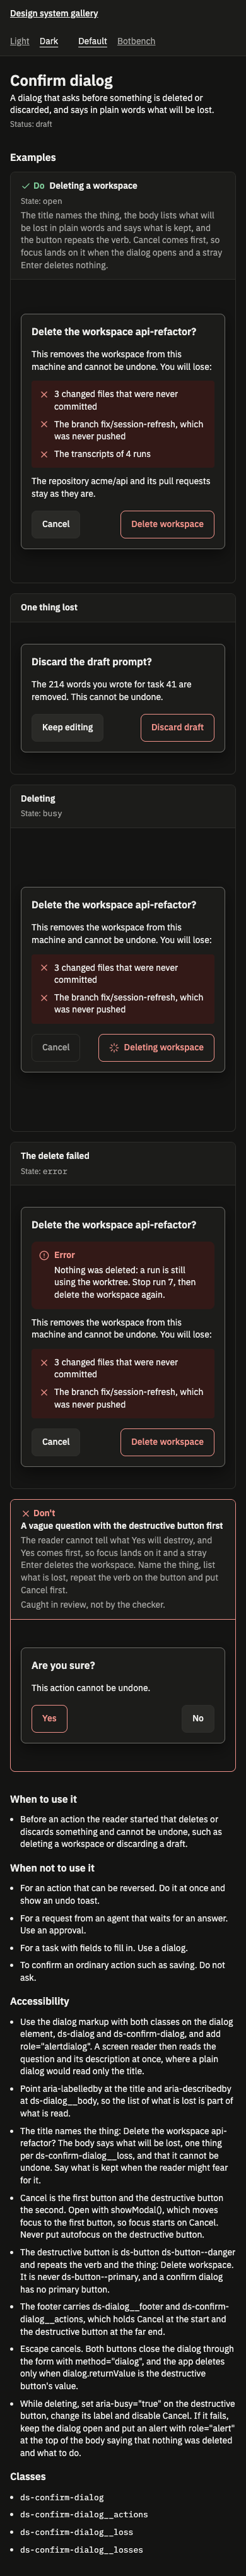 Design system gallery
Light Dark Default Botbench
Confirm dialog
A dialog that asks before something is deleted or
discarded, and says in plain words what will be lost.
Status: draft
Examples
Do Deleting a workspace
State: open
The title names the thing, the body lists what will
be lost in plain words and says what is kept, and
the button repeats the verb. Cancel comes first, so
focus lands on it when the dialog opens and a stray
Enter deletes nothing.
Delete the workspace api-refactor?
This removes the workspace from this
machine and cannot be undone. You will lose:
3 changed files that were never
committed
The branch fix/session-refresh, which
was never pushed
The transcripts of 4 runs
The repository acme/api and its pull requests
stay as they are.
Cancel Delete workspace
One thing lost
Discard the draft prompt?
The 214 words you wrote for task 41 are
removed. This cannot be undone.
Keep editing Discard draft
Deleting
State: busy
Delete the workspace api-refactor?
This removes the workspace from this
machine and cannot be undone. You will lose:
3 changed files that were never
committed
The branch fix/session-refresh, which
was never pushed
Cancel Deleting workspace
The delete failed
State: error
Delete the workspace api-refactor?
Error
Nothing was deleted: a run is still
using the worktree. Stop run 7, then
delete the workspace again.
This removes the workspace from this
machine and cannot be undone. You will lose:
3 changed files that were never
committed
The branch fix/session-refresh, which
was never pushed
Cancel Delete workspace
Don't
A vague question with the destructive button first
The reader cannot tell what Yes will destroy, and
Yes comes first, so focus lands on it and a stray
Enter deletes the workspace. Name the thing, list
what is lost, repeat the verb on the button and put
Cancel first.
Caught in review, not by the checker.
Are you sure?
This action cannot be undone.
Yes No
When to use it
• Before an action the reader started that deletes or
discards something and cannot be undone, such as
deleting a workspace or discarding a draft.
When not to use it
• For an action that can be reversed. Do it at once and
show an undo toast.
• For a request from an agent that waits for an answer.
Use an approval.
• For a task with fields to fill in. Use a dialog.
• To confirm an ordinary action such as saving. Do not
ask.
Accessibility
• Use the dialog markup with both classes on the dialog
element, ds-dialog and ds-confirm-dialog, and add
role="alertdialog". A screen reader then reads the
question and its description at once, where a plain
dialog would read only the title.
• Point aria-labelledby at the title and aria-describedby
at ds-dialog__body, so the list of what is lost is part of
what is read.
• The title names the thing: Delete the workspace api-
refactor? The body says what will be lost, one thing
per ds-confirm-dialog__loss, and that it cannot be
undone. Say what is kept when the reader might fear
for it.
• Cancel is the first button and the destructive button
the second. Open with showModal(), which moves
focus to the first button, so focus starts on Cancel.
Never put autofocus on the destructive button.
• The destructive button is ds-button ds-button--danger
and repeats the verb and the thing: Delete workspace.
It is never ds-button--primary, and a confirm dialog
has no primary button.
• The footer carries ds-dialog__footer and ds-confirm-
dialog__actions, which holds Cancel at the start and
the destructive button at the far end.
• Escape cancels. Both buttons close the dialog through
the form with method="dialog", and the app deletes
only when dialog.returnValue is the destructive
button's value.
• While deleting, set aria-busy="true" on the destructive
button, change its label and disable Cancel. If it fails,
keep the dialog open and put an alert with role="alert"
at the top of the body saying that nothing was deleted
and what to do.
Classes
• ds-confirm-dialog
• ds-confirm-dialog__actions
• ds-confirm-dialog__loss
• ds-confirm-dialog__losses